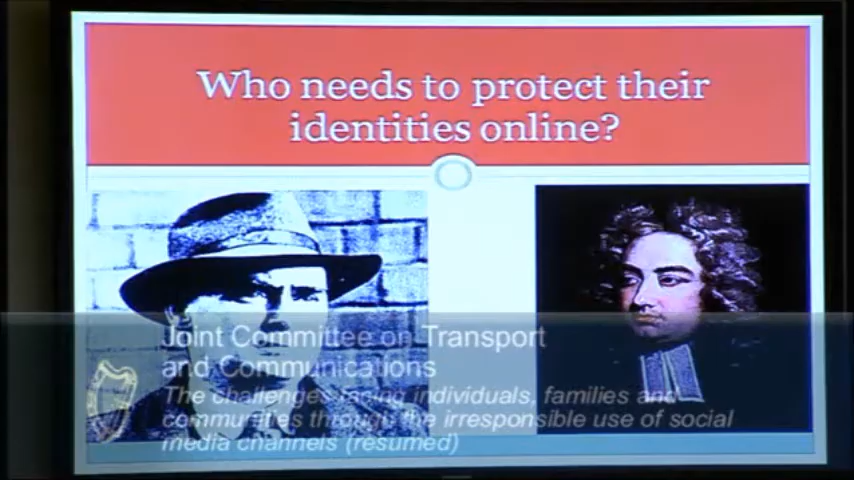 Who needs to protect their
identities online?
Joint Committee on Transport
and Communications
The challenges facing individuals, families and
communities through the irresponsible use of social
media channels (resumed)